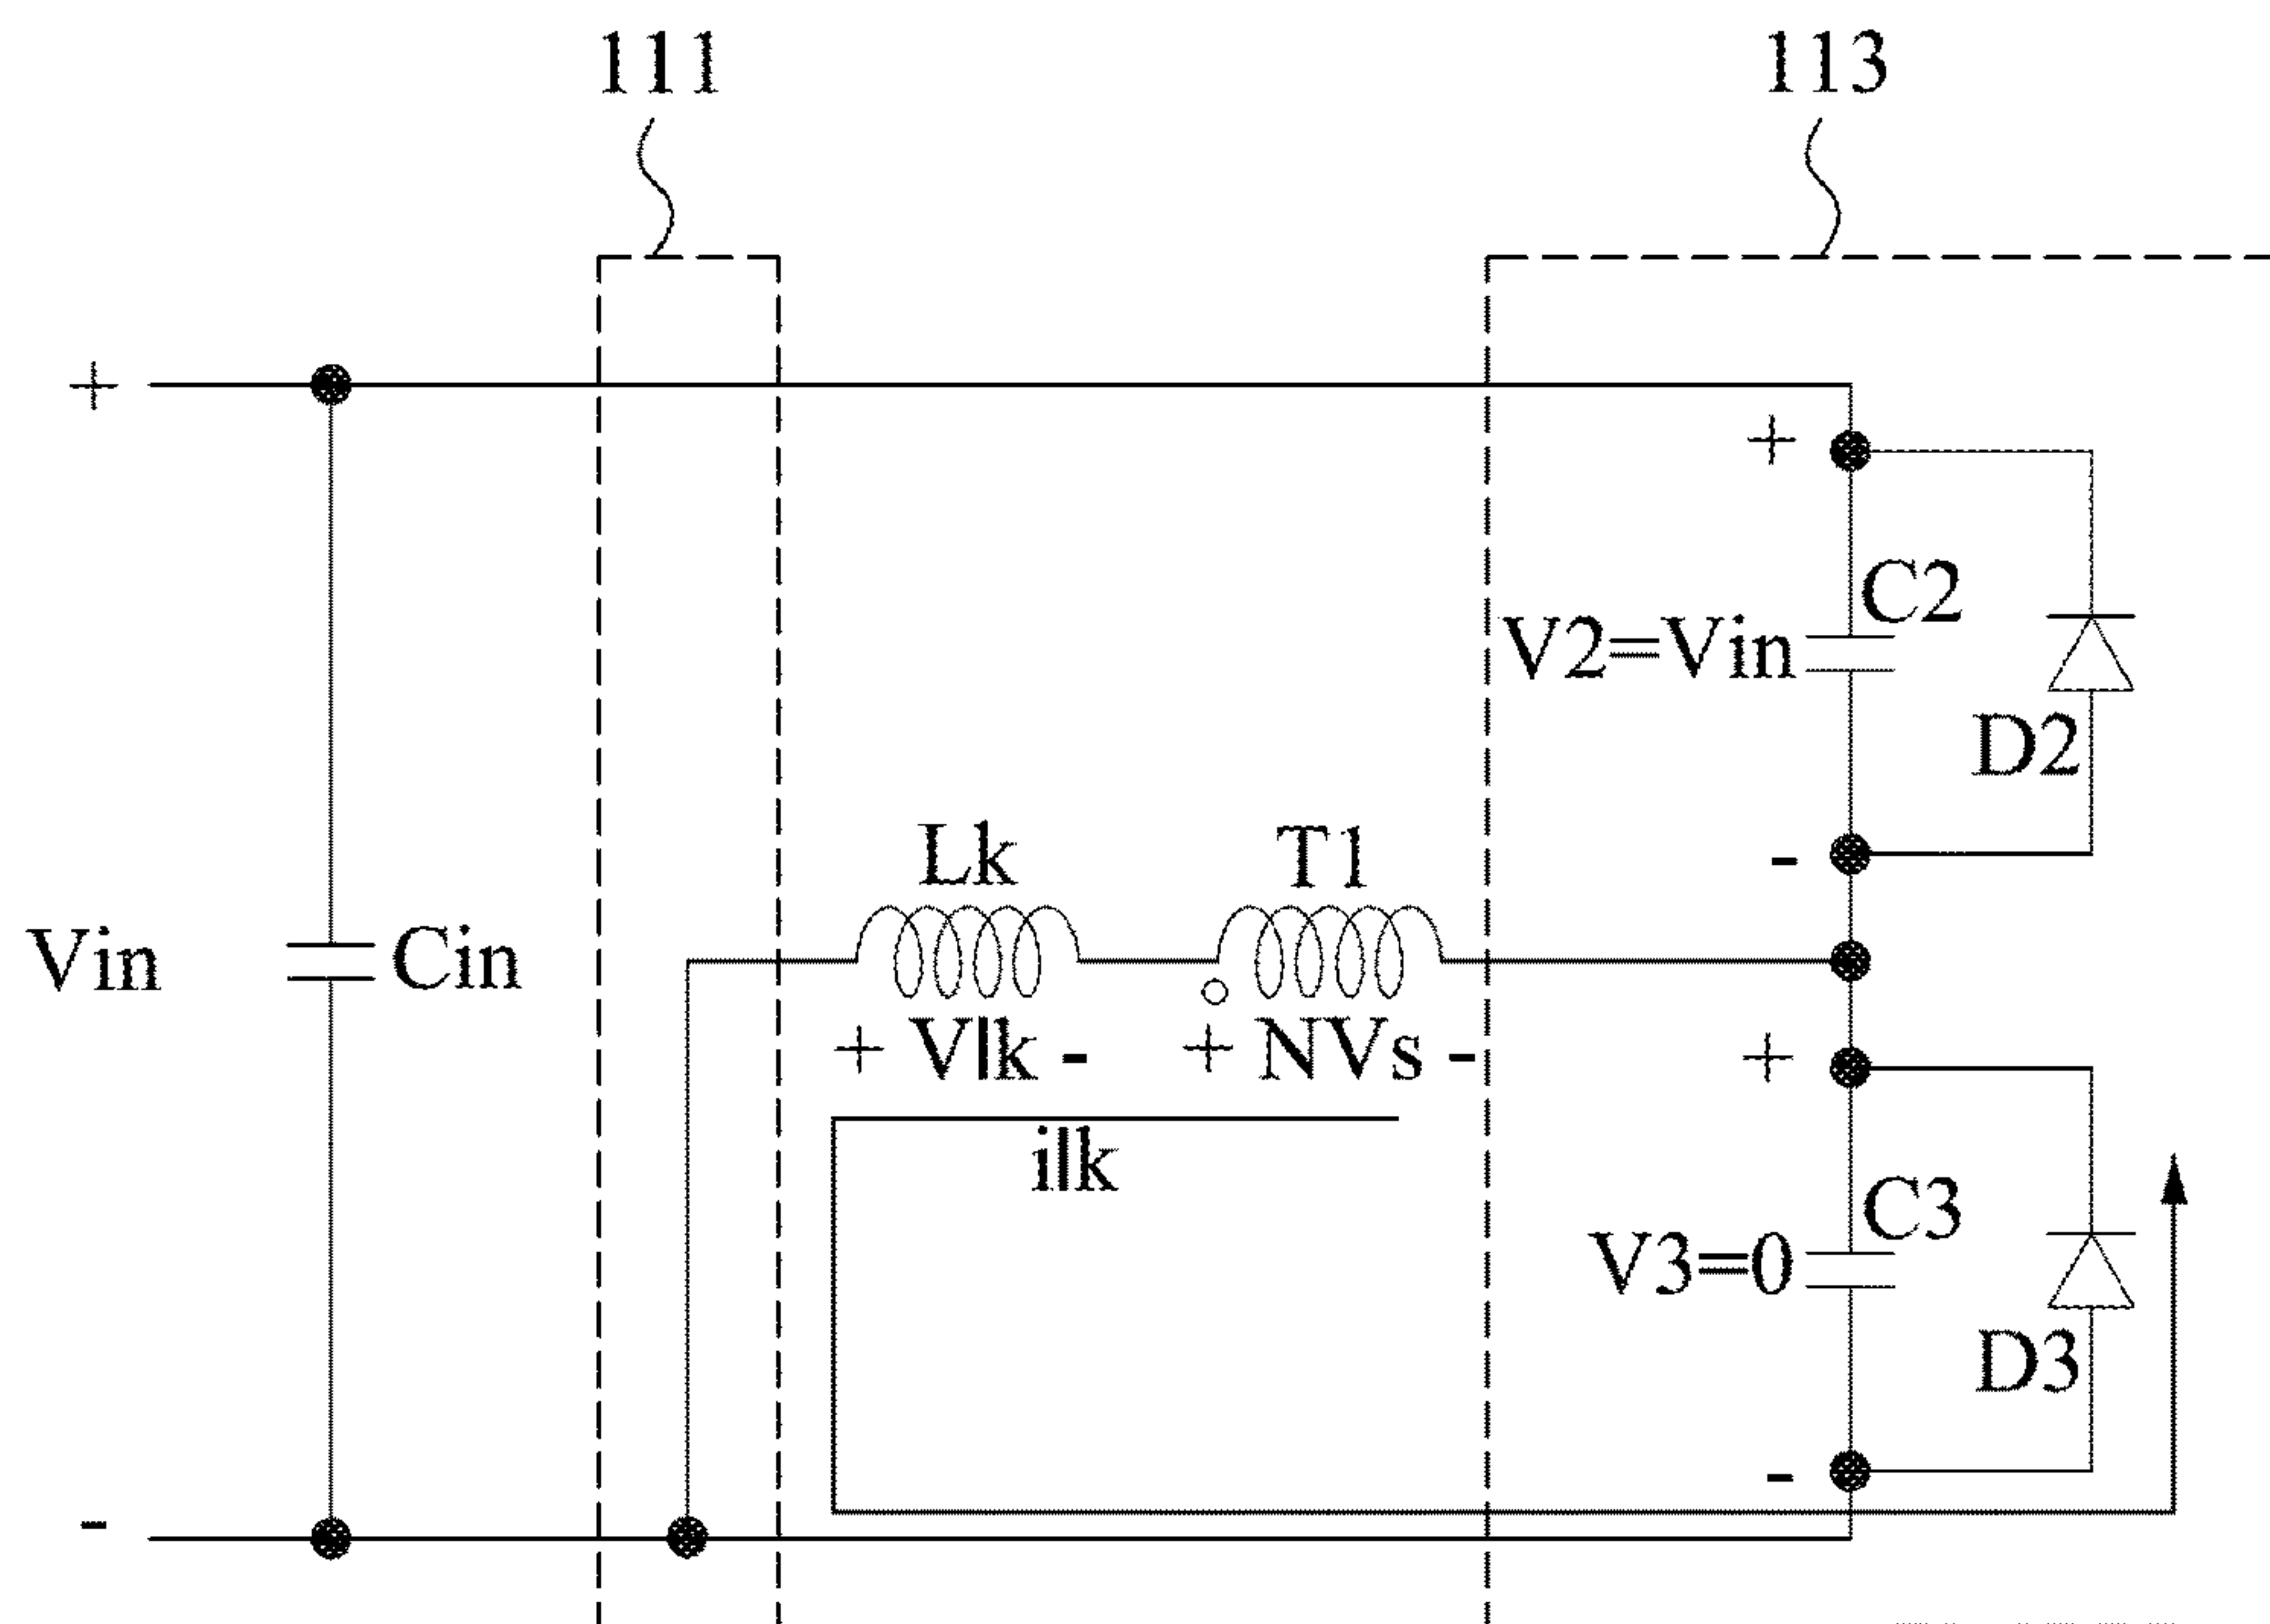 111
113
+
+
C2
V2=Vin
D2
-
Lk
T1
Vin
Cin
+ Vlk -
+ NVs -
+
ilk
C3
V3=0
D3
-
-